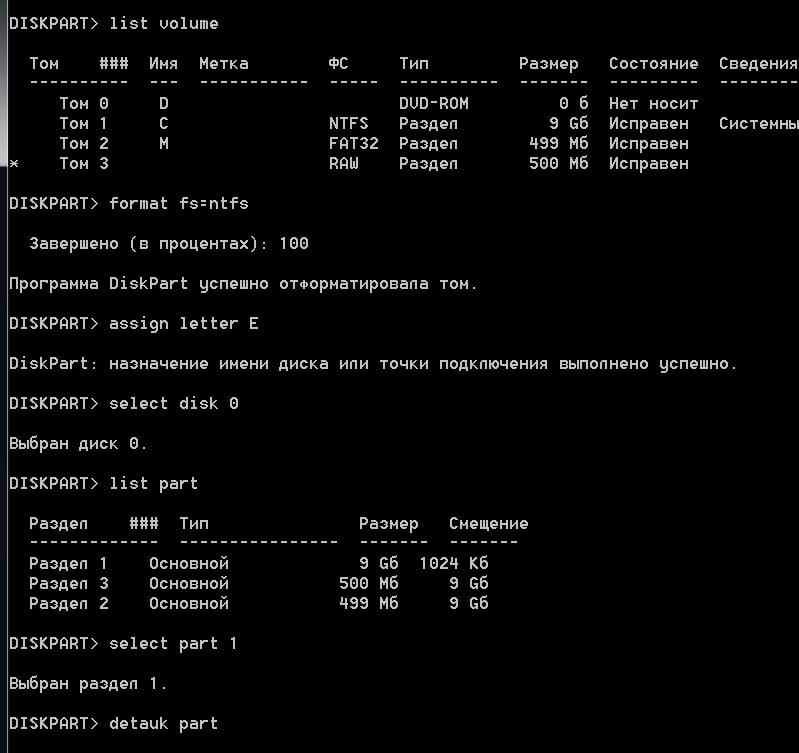 DISKPART> list volume
Том ### Имя Метка ФС Тип Размер Состояние Сведения
---------- --- ----------- ----- ---------- ------- --------- --------
Том 0 D DVD-ROM 0 б Нет носит
Том 1 C NTFS Раздел 9 Gб Исправен Системны
Том 2 M FAT32 Раздел 499 Mб Исправен
* Том 3 RAW Раздел 500 Mб Исправен
DISKPART> format fs=ntfs
Завершено (в процентах): 100
Программа DiskPart успешно отформатировала том.
DISKPART> assign letter E
DiskPart: назначение имени диска или точки подключения выполнено успешно.
DISKPART> select disk 0
Выбран диск 0.
DISKPART> list part
Раздел ### Тип Размер Смещение
------------- ---------------- ------- -------
Раздел 1 Основной 9 Gб 1024 Kб
Раздел 3 Основной 500 Mб 9 Gб
Раздел 2 Основной 499 Mб 9 Gб
DISKPART> select part 1
Выбран раздел 1.
DISKPART> detauk part